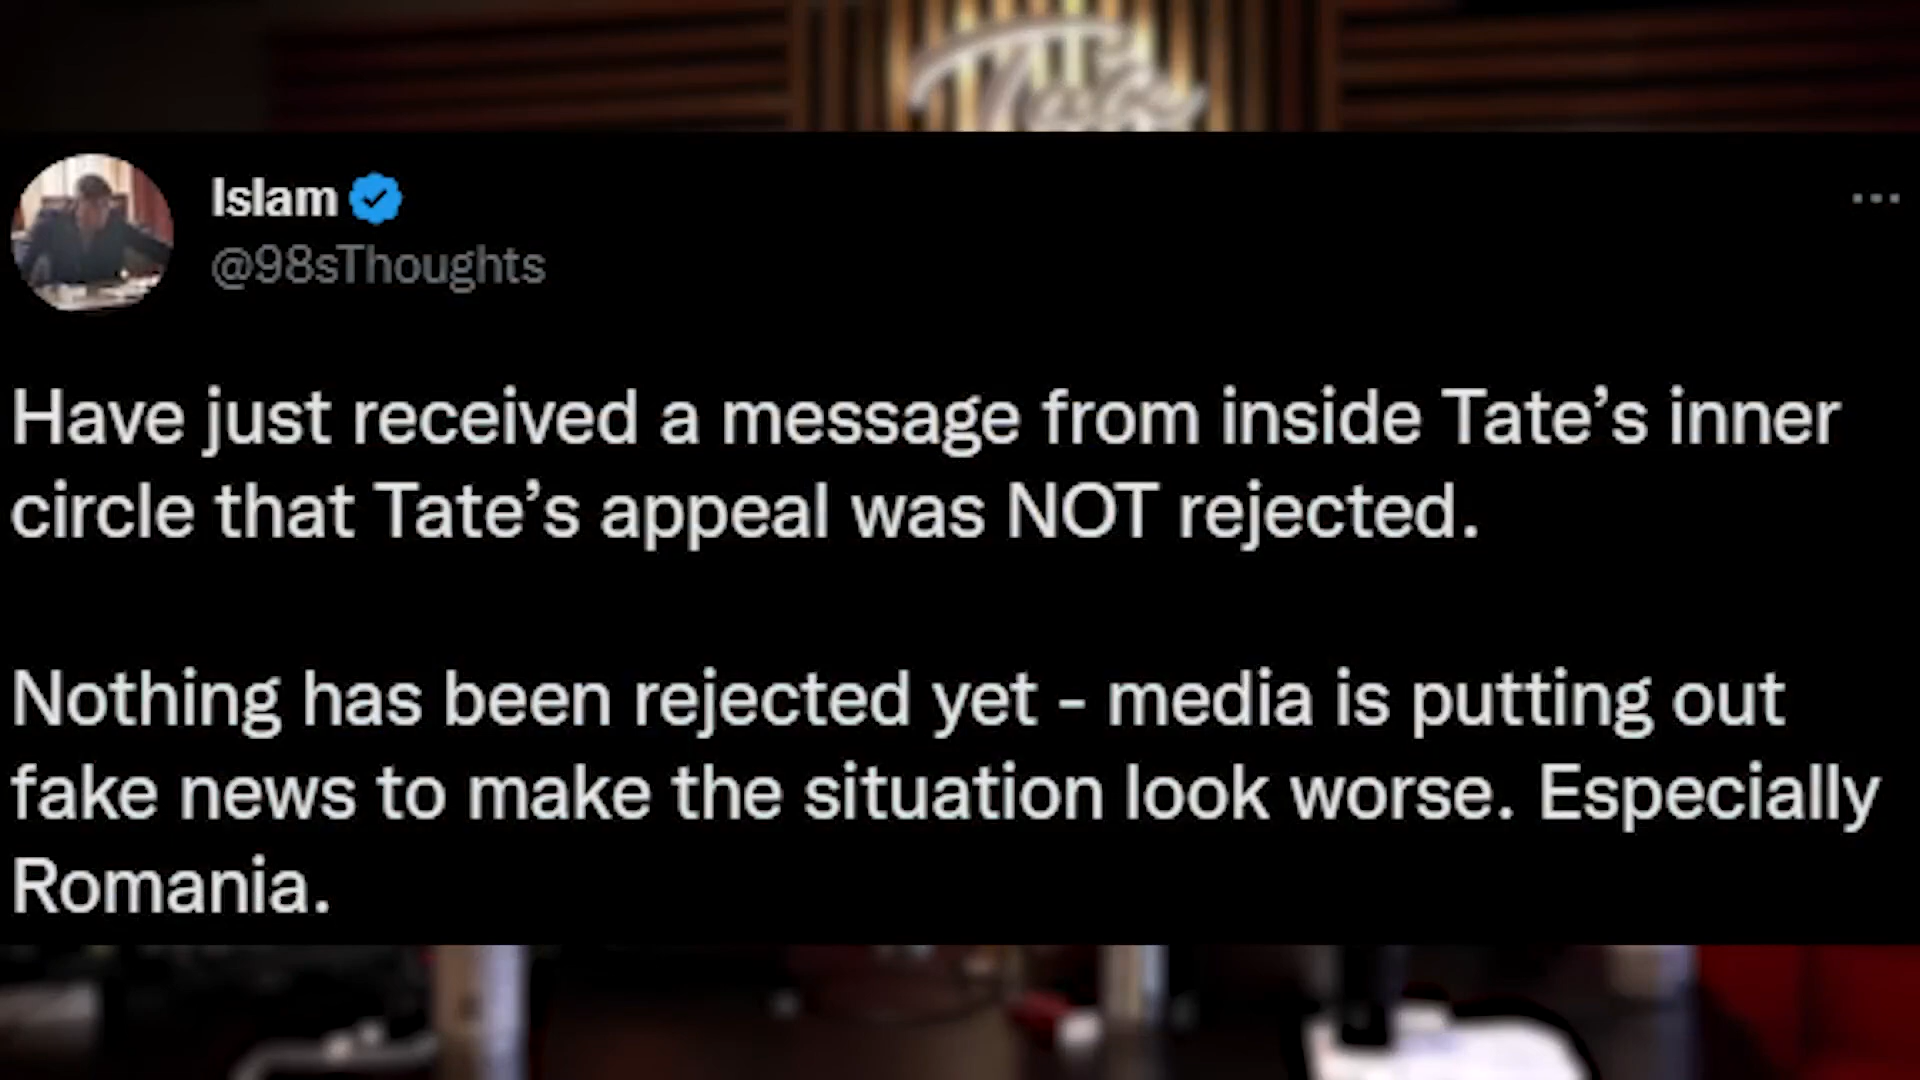 Tate
Islam
@98sThoughts
Have just received a message from inside Tate’s inner
circle that Tate’s appeal was NOT rejected.
Nothing has been rejected yet - media is putting out
fake news to make the situation look worse. Especially
Romania.